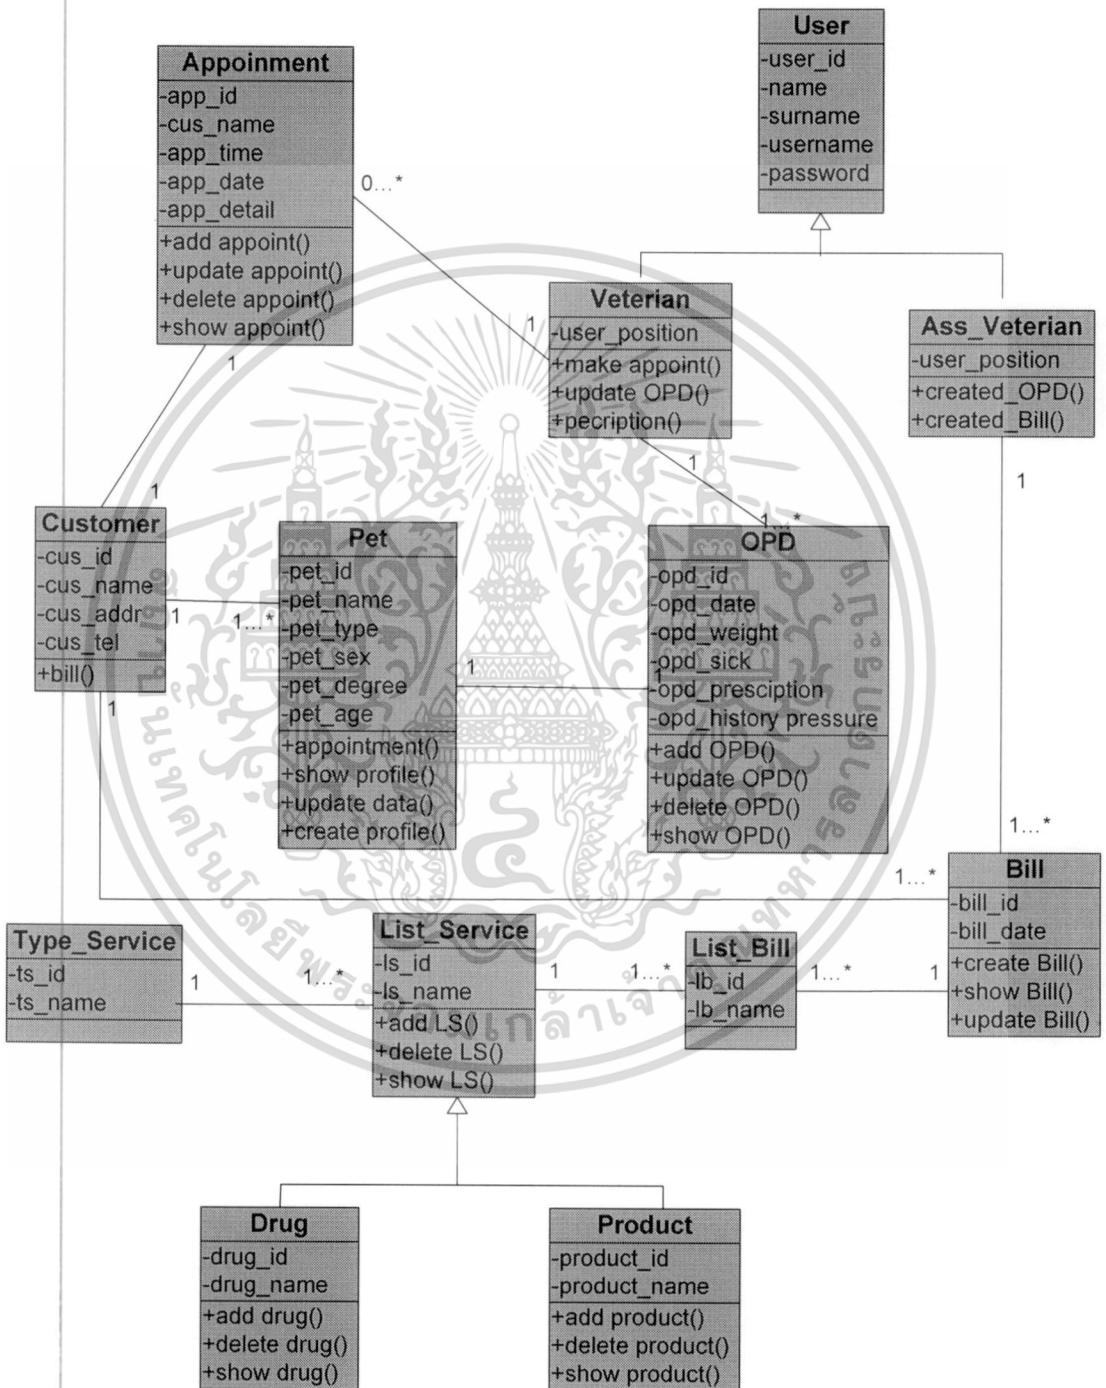 User
-user_id
-name
-surname
-username
-password
Appoinment
-app_id
-cus_name
-app_time
-app_date
-app_detail
+add appoint()
+update appoint()
+delete appoint()
+show appoint()
0...*
1
1
Veterian
-user_position
+make appoint()
+update OPD()
+pecription()
Ass_Veterian
-user_position
+created_OPD()
+created_Bill()
1
1...*
1
1
Customer
-cus_id
-cus_name
-cus_addr
-cus_tel
+bill()
1
1...*
1
Pet
-pet_id
-pet_name
-pet_type
-pet_sex
-pet_degree
-pet_age
+appointment()
+show profile()
+update data()
+create profile()
1
1
OPD
-opd_id
-opd_date
-opd_weight
-opd_sick
-opd_presciption
-opd_history pressure
+add OPD()
+update OPD()
+delete OPD()
+show OPD()
1...*
1...*
Bill
-bill_id
-bill_date
+create Bill()
+show Bill()
+update Bill()
Type_Service
-ts_id
-ts_name
1
1...*
List_Service
-ls_id
-ls_name
+add LS()
+delete LS()
+show LS()
1
1...*
List_Bill
-lb_id
-lb_name
1...*
1
Drug
-drug_id
-drug_name
+add drug()
+delete drug()
+show drug()
Product
-product_id
-product_name
+add product()
+delete product()
+show product()